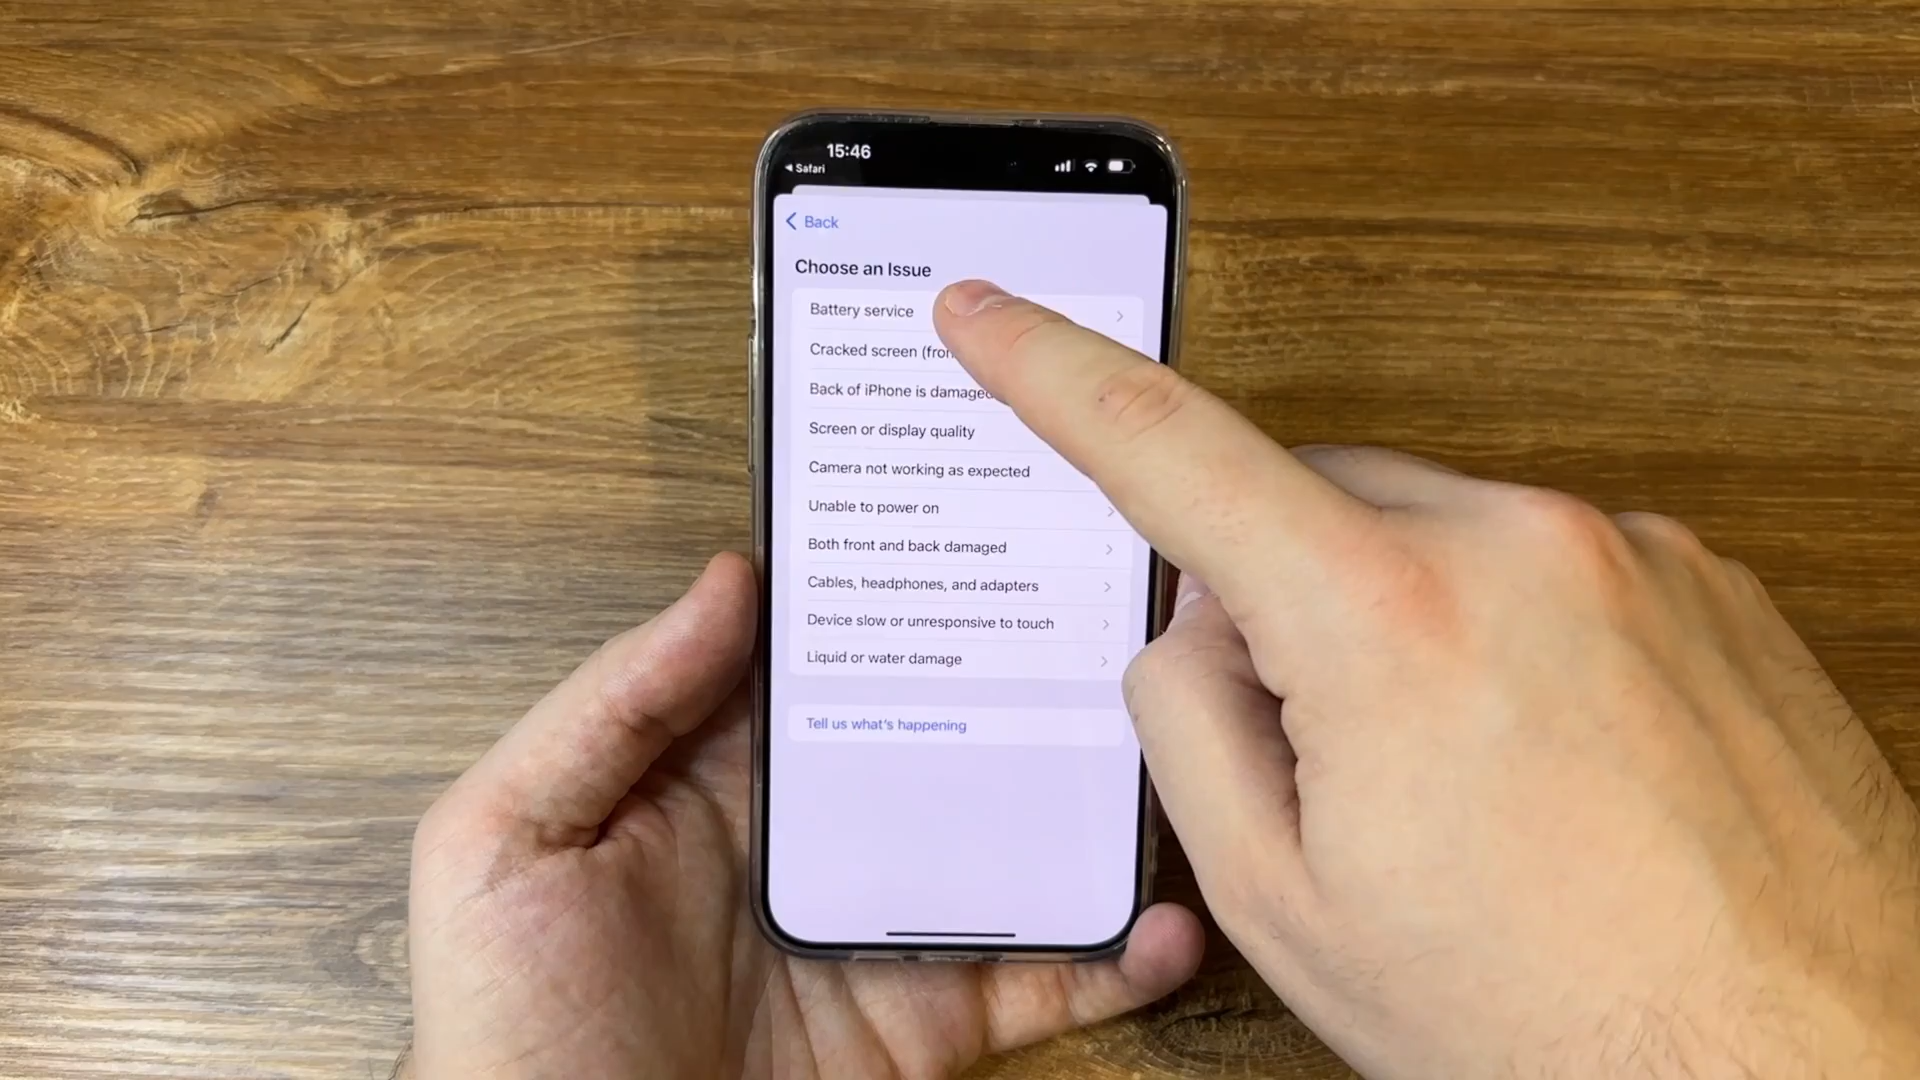 15:46
Safari
Back
Choose an Issue
Battery service
Cracked screen
Back of iPhone is damaged
Screen or display quality
Camera not working as expected
Unable to power on
Both front and back damaged
Cables, headphones, and adapters
Device slow or unresponsive to touch
Liquid or water damage
Tell us what's happening